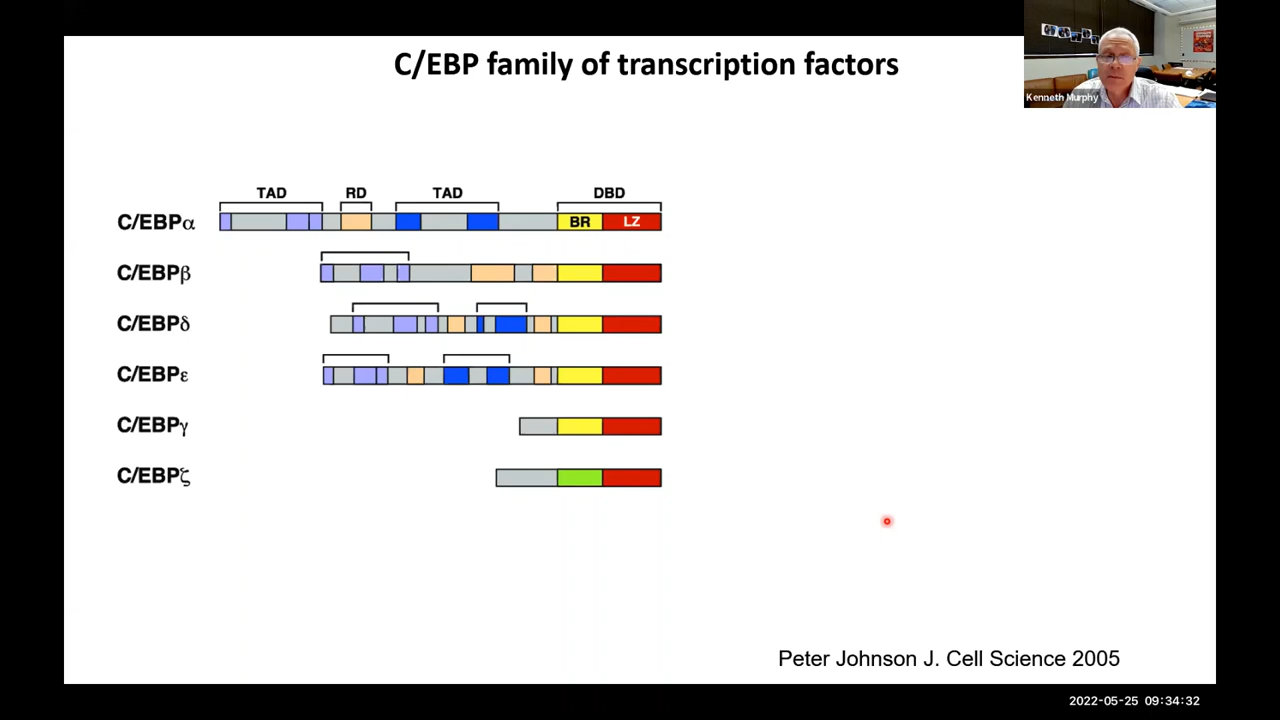 C/EBP family of transcription factors
Kenneth Murphy
TAD RD TAD DBD
C/EBPα BR LZ
C/EBPβ
C/EBPδ
C/EBPε
C/EBPγ
C/EBPζ
Peter Johnson J. Cell Science 2005
2022-05-25 09:34:32